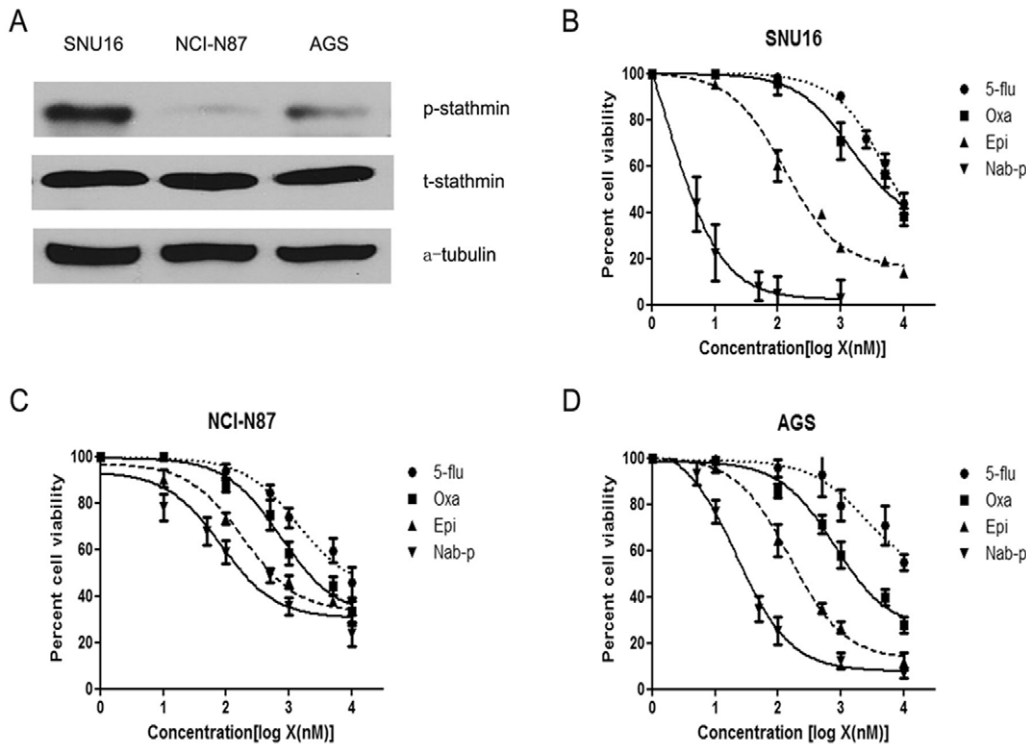 A
SNU16 NCI-N87 AGS
p-stathmin
t-stathmin
a-tubulin
B
SNU16
Percent cell viability
100
80
60
40
20
0
0 1 2 3 4
Concentration[log X(nM)]
5-flu
Oxa
Epi
Nab-p
C
NCI-N87
Percent cell viability
100
80
60
40
20
0
0 1 2 3 4
Concentration[log X(nM)]
5-flu
Oxa
Epi
Nab-p
D
AGS
Percent cell viability
100
80
60
40
20
0
0 1 2 3 4
Concentration [log X(nM)]
5-flu
Oxa
Epi
Nab-p